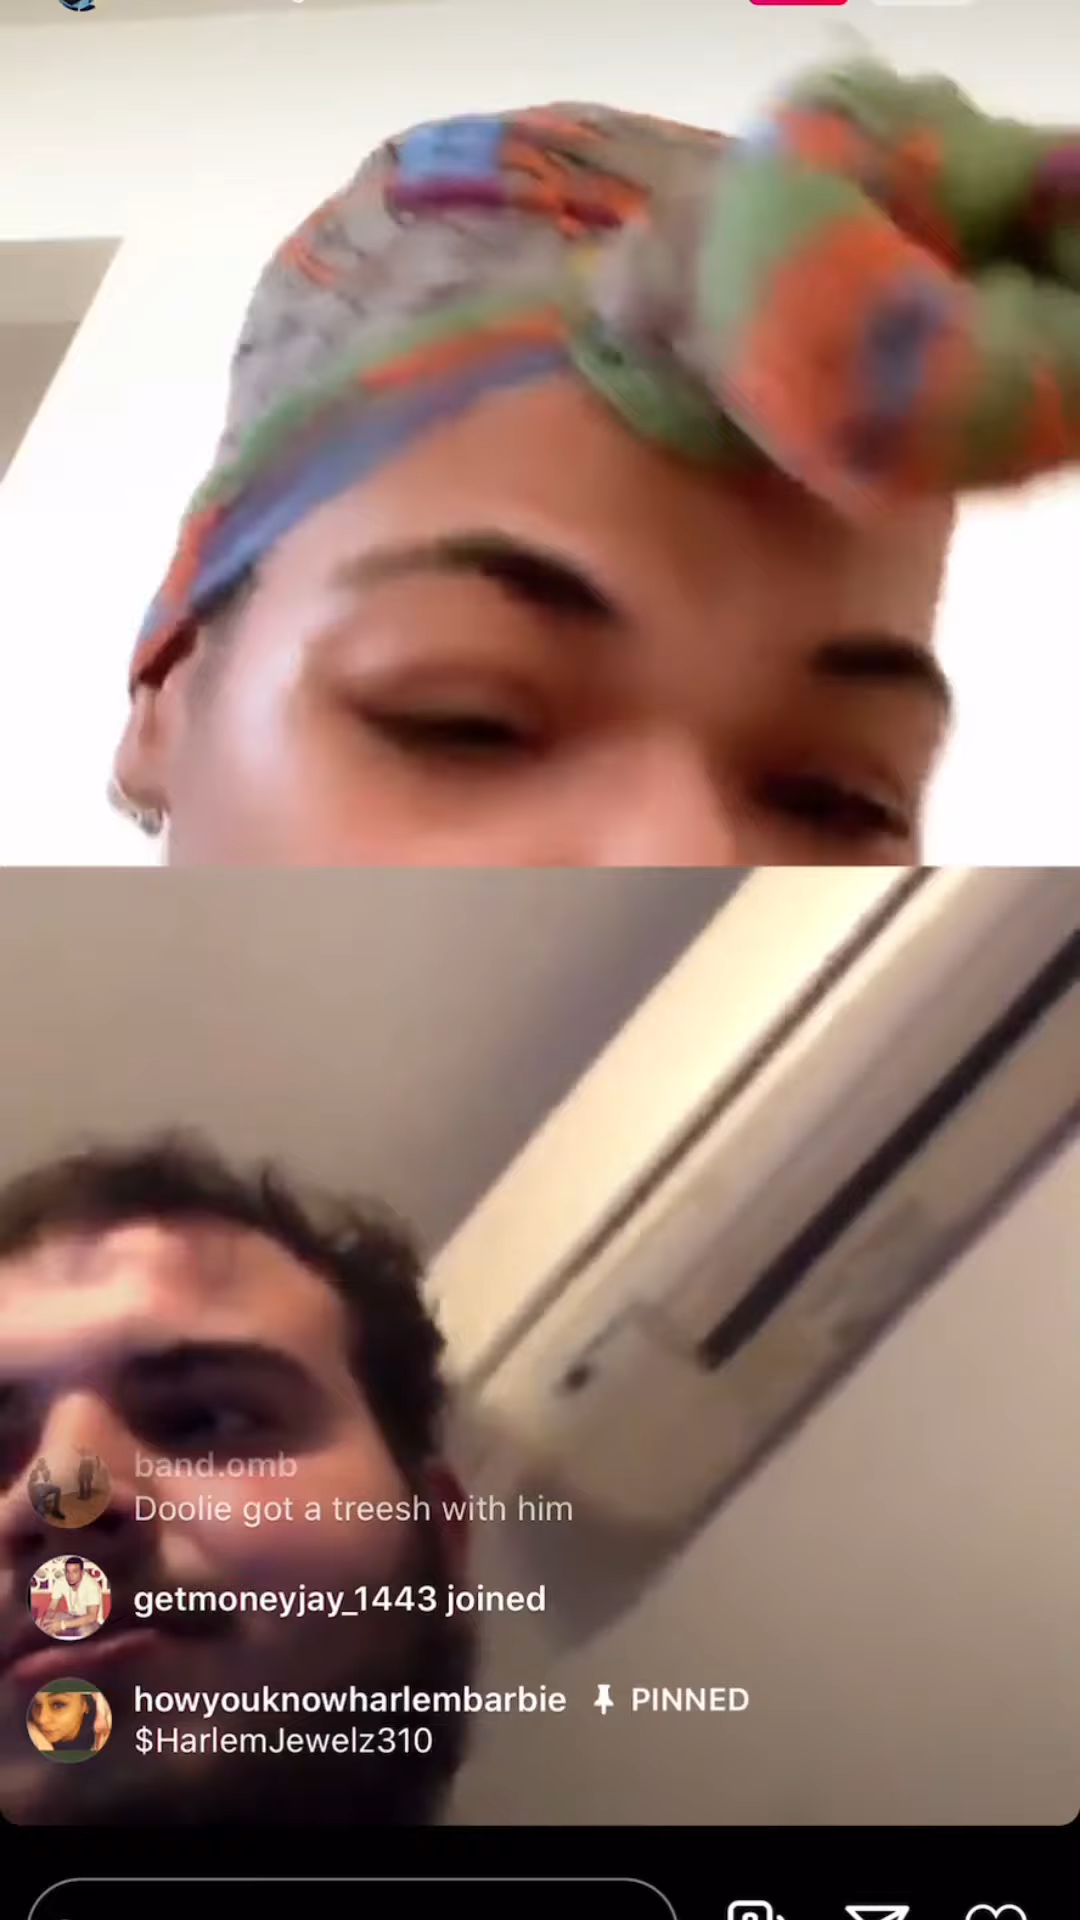 band.omb
Doolie got a treesh with him
getmoneyjay_1443 joined
howyouknowharlembarbie PINNED
$HarlemJewelz310